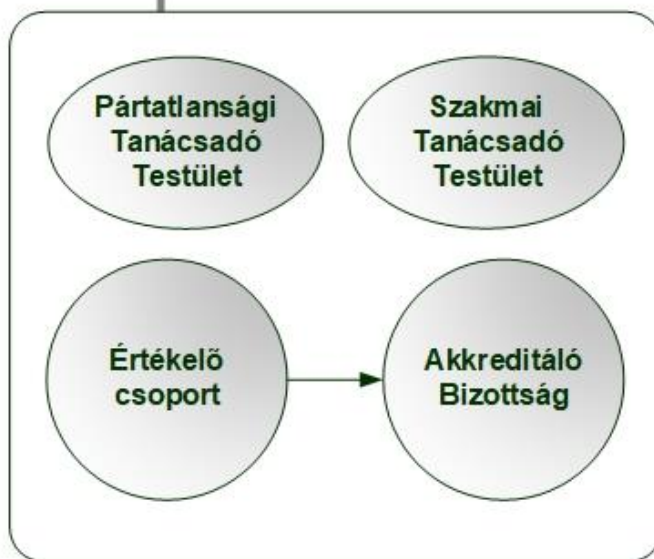 Pártatlansági
Tanácsadó
Testület
Szakmai
Tanácsadó
Testület
Értékelő
csoport
Akkreditáló
Bizottság